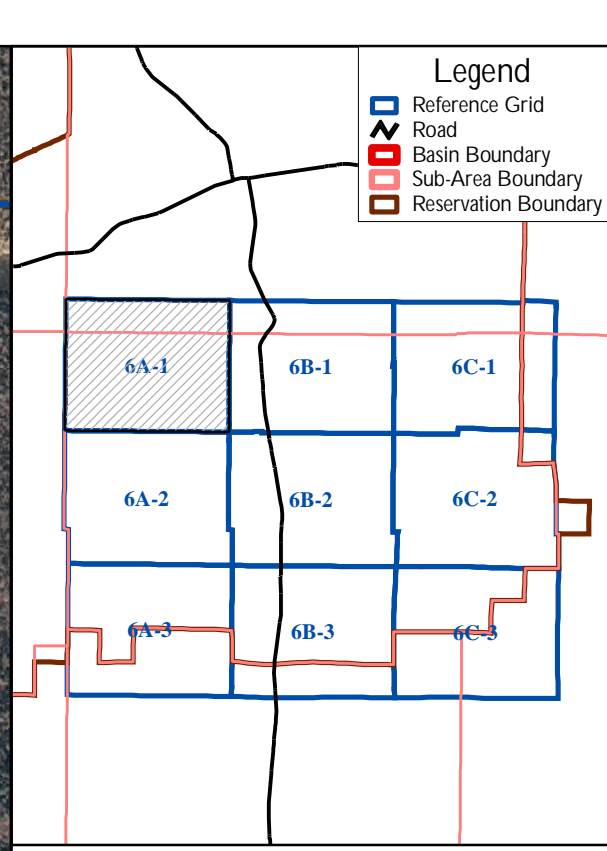 Legend
Reference Grid
Road
Basin Boundary
Sub-Area Boundary
Reservation Boundary
6A-1 6B-1 6C-1
6A-2 6B-2 6C-2
6A-3 6B-3 6C-3